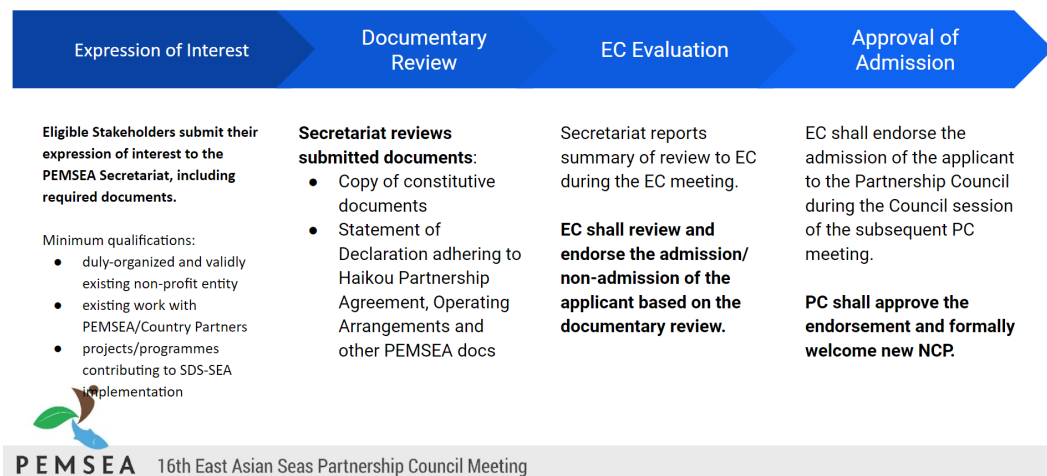 Expression of Interest
Documentary
Review
EC Evaluation
Approval of
Admission
Eligible Stakeholders submit their
expression of interest to the
PEMSEA Secretariat, including
required documents.
Minimum qualifications:
● duly-organized and validly
existing non-profit entity
● existing work with
PEMSEA/Country Partners
● projects/programmes
contributing to SDS-SEA
implementation
Secretariat reviews
submitted documents:
● Copy of constitutive
documents
● Statement of
Declaration adhering to
Haikou Partnership
Agreement, Operating
Arrangements and
other PEMSEA docs
Secretariat reports
summary of review to EC
during the EC meeting.
EC shall review and
endorse the admission/
non-admission of the
applicant based on the
documentary review.
EC shall endorse the
admission of the applicant
to the Partnership Council
during the Council session
of the subsequent PC
meeting.
PC shall approve the
endorsement and formally
welcome new NCP.
PEMSEA 16th East Asian Seas Partnership Council Meeting